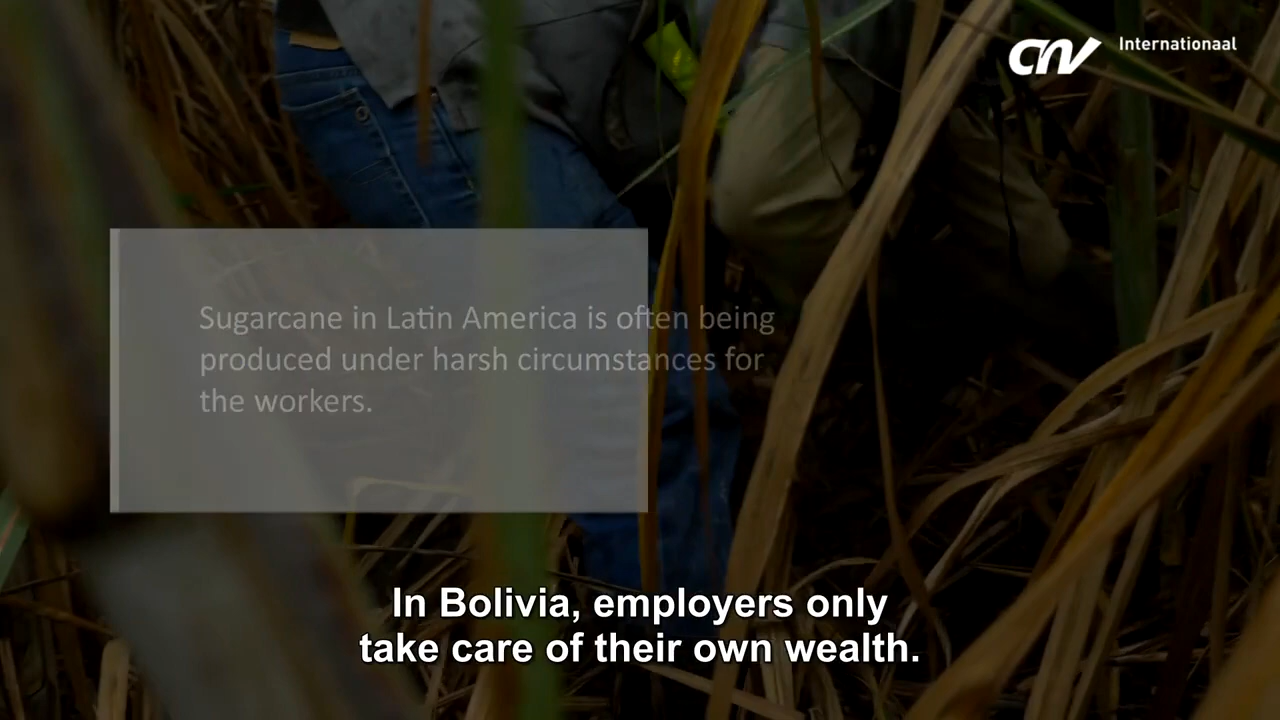 CNV Internationaal
Sugarcane in Latin America is often being
produced under harsh circumstances for
the workers.
In Bolivia, employers only
take care of their own wealth.